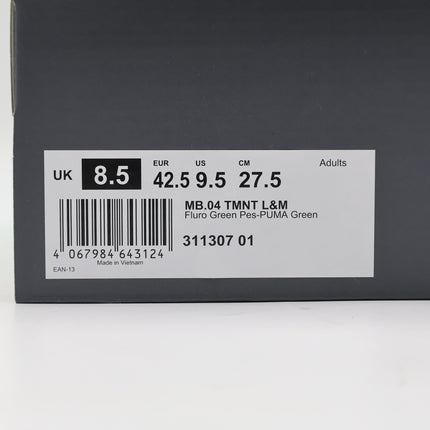 Adults
EUR US CM
UK 8.5 42.5 9.5 27.5
MB.04 TMNT L&M
Fluro Green Pes-PUMA Green
311307 01
4 067984 643124
Made in Vietnam
EAN-13